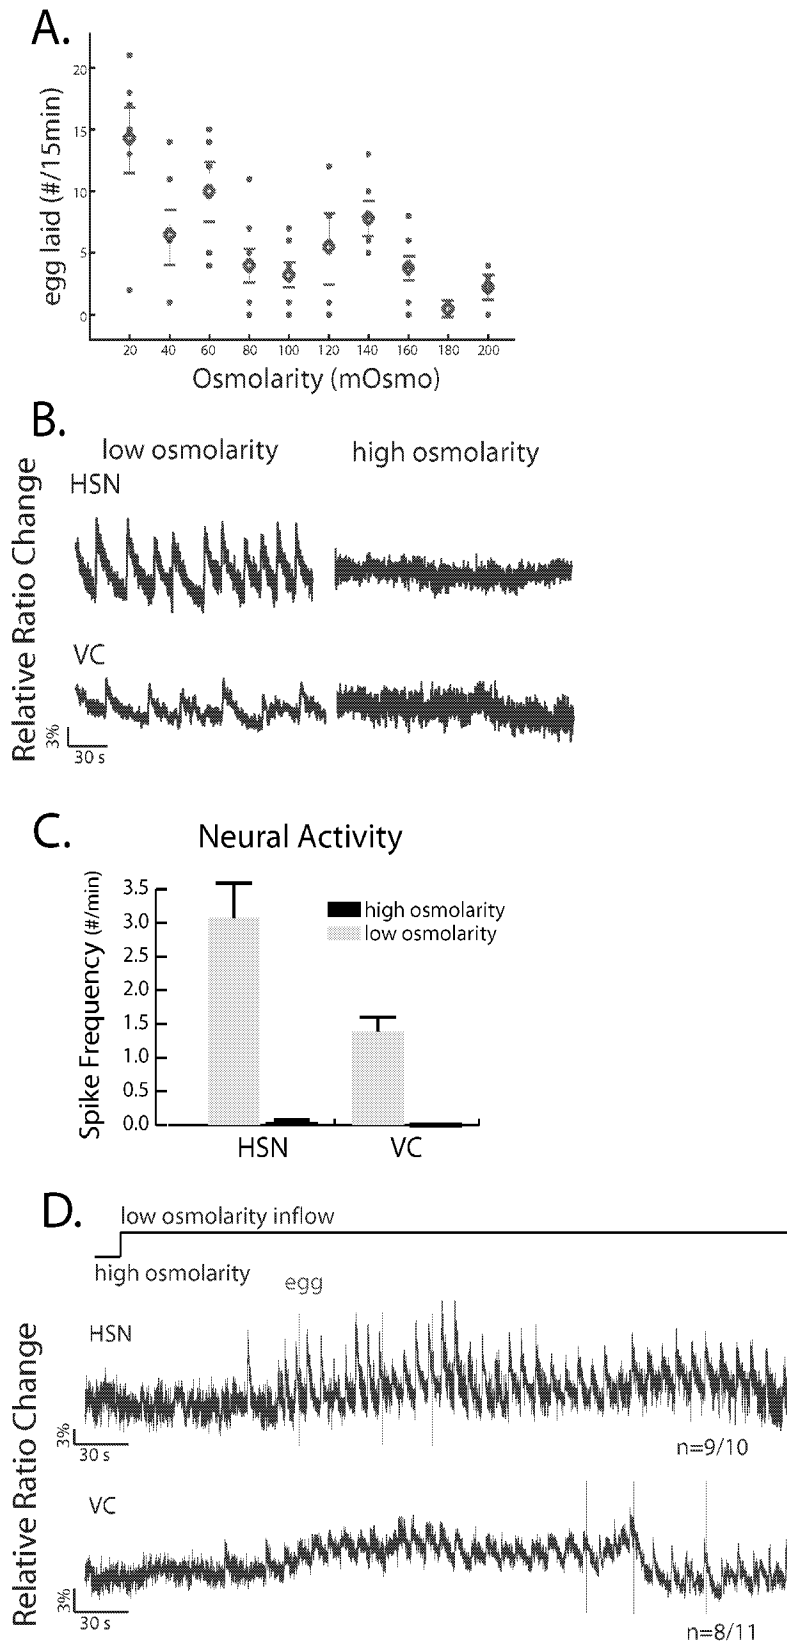 A.
egg laid (#/15min)
20
15
10
5
0
20 40 60 80 100 120 140 160 180 200
Osmolarity (mOsmo)
B.
low osmolarity high osmolarity
Relative Ratio Change
HSN
VC
3%
30 s
C.
Neural Activity
Spike Frequency (#/min)
3.5
3.0
2.5
2.0
1.5
1.0
0.5
0.0
high osmolarity
low osmolarity
HSN VC
D.
low osmolarity inflow
high osmolarity
egg
Relative Ratio Change
HSN
3%
30 s
n=9/10
Relative Ratio Change
VC
3%
30 s
n=8/11